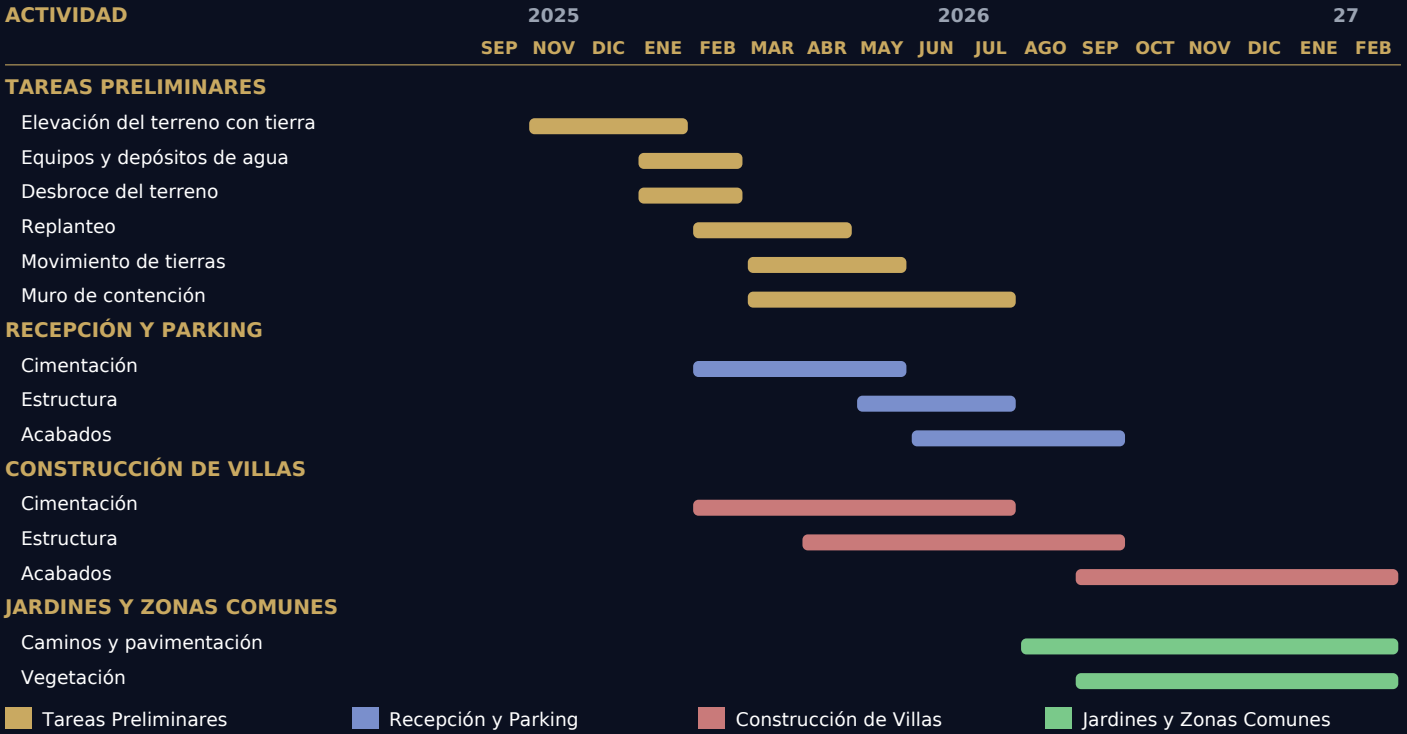 ACTIVIDAD 2025 2026 27
SEP NOV DIC ENE FEB MAR ABR MAY JUN JUL AGO SEP OCT NOV DIC ENE FEB
TAREAS PRELIMINARES
Elevación del terreno con tierra
Equipos y depósitos de agua
Desbroce del terreno
Replanteo
Movimiento de tierras
Muro de contención
RECEPCIÓN Y PARKING
Cimentación
Estructura
Acabados
CONSTRUCCIÓN DE VILLAS
Cimentación
Estructura
Acabados
JARDINES Y ZONAS COMUNES
Caminos y pavimentación
Vegetación
Tareas Preliminares Recepción y Parking Construcción de Villas Jardines y Zonas Comunes